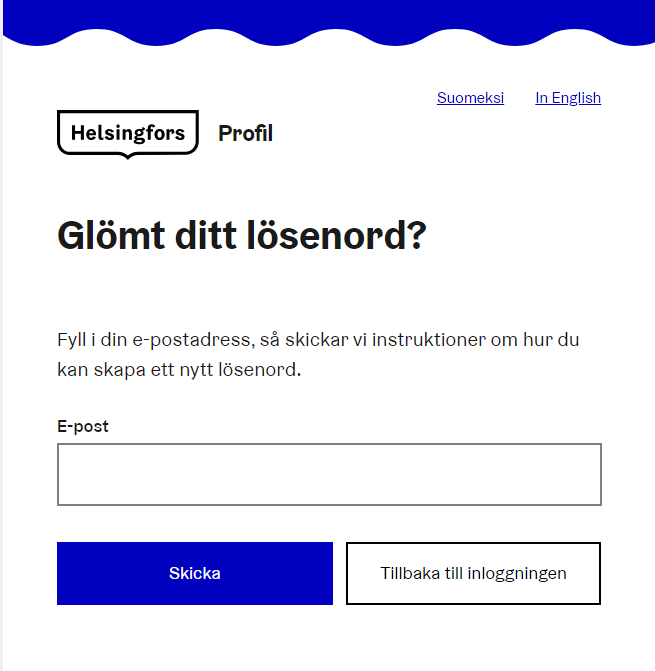 Suomeksi In English
Helsingfors Profil
Glömt ditt lösenord?
Fyll i din e-postadress, så skickar vi instruktioner om hur du
kan skapa ett nytt lösenord.
E-post
Skicka Tillbaka till inloggningen